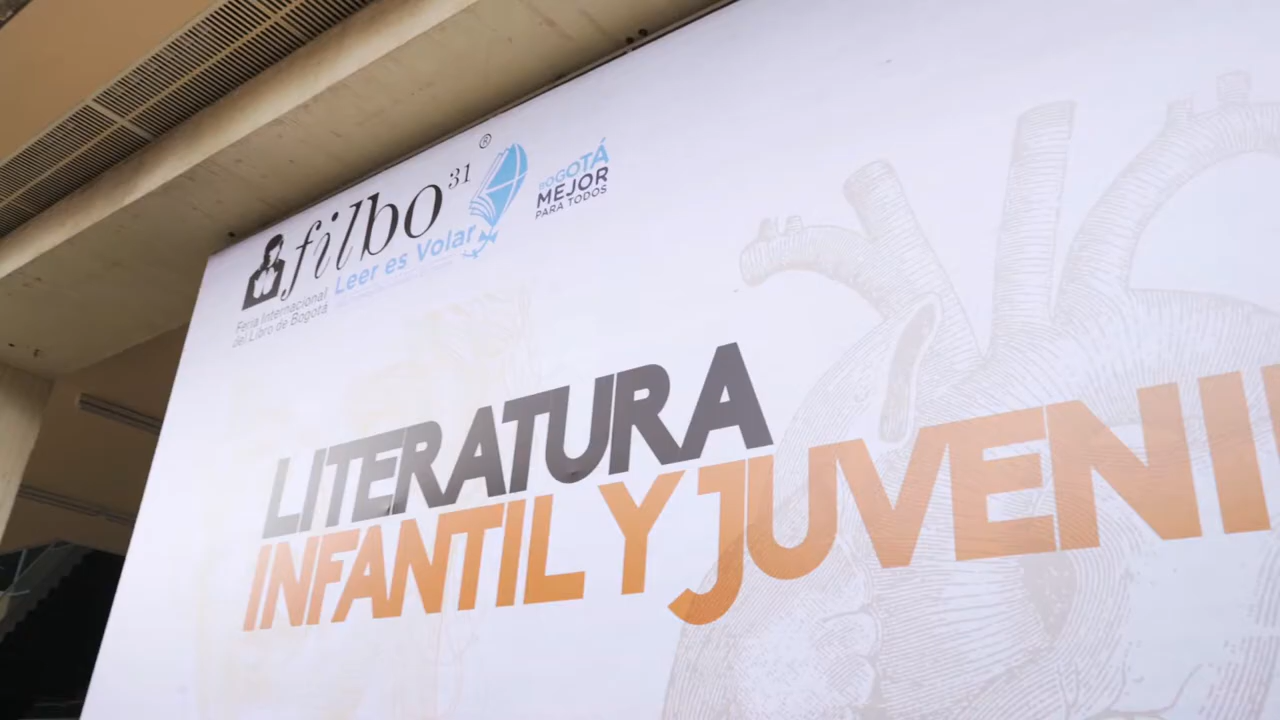 filbo 31 ®
Leer es Volar
Feria Internacional
del Libro de Bogotá
BOGOTÁ
MEJOR
PARA TODOS
LITERATURA
INFANTIL Y JUVENI